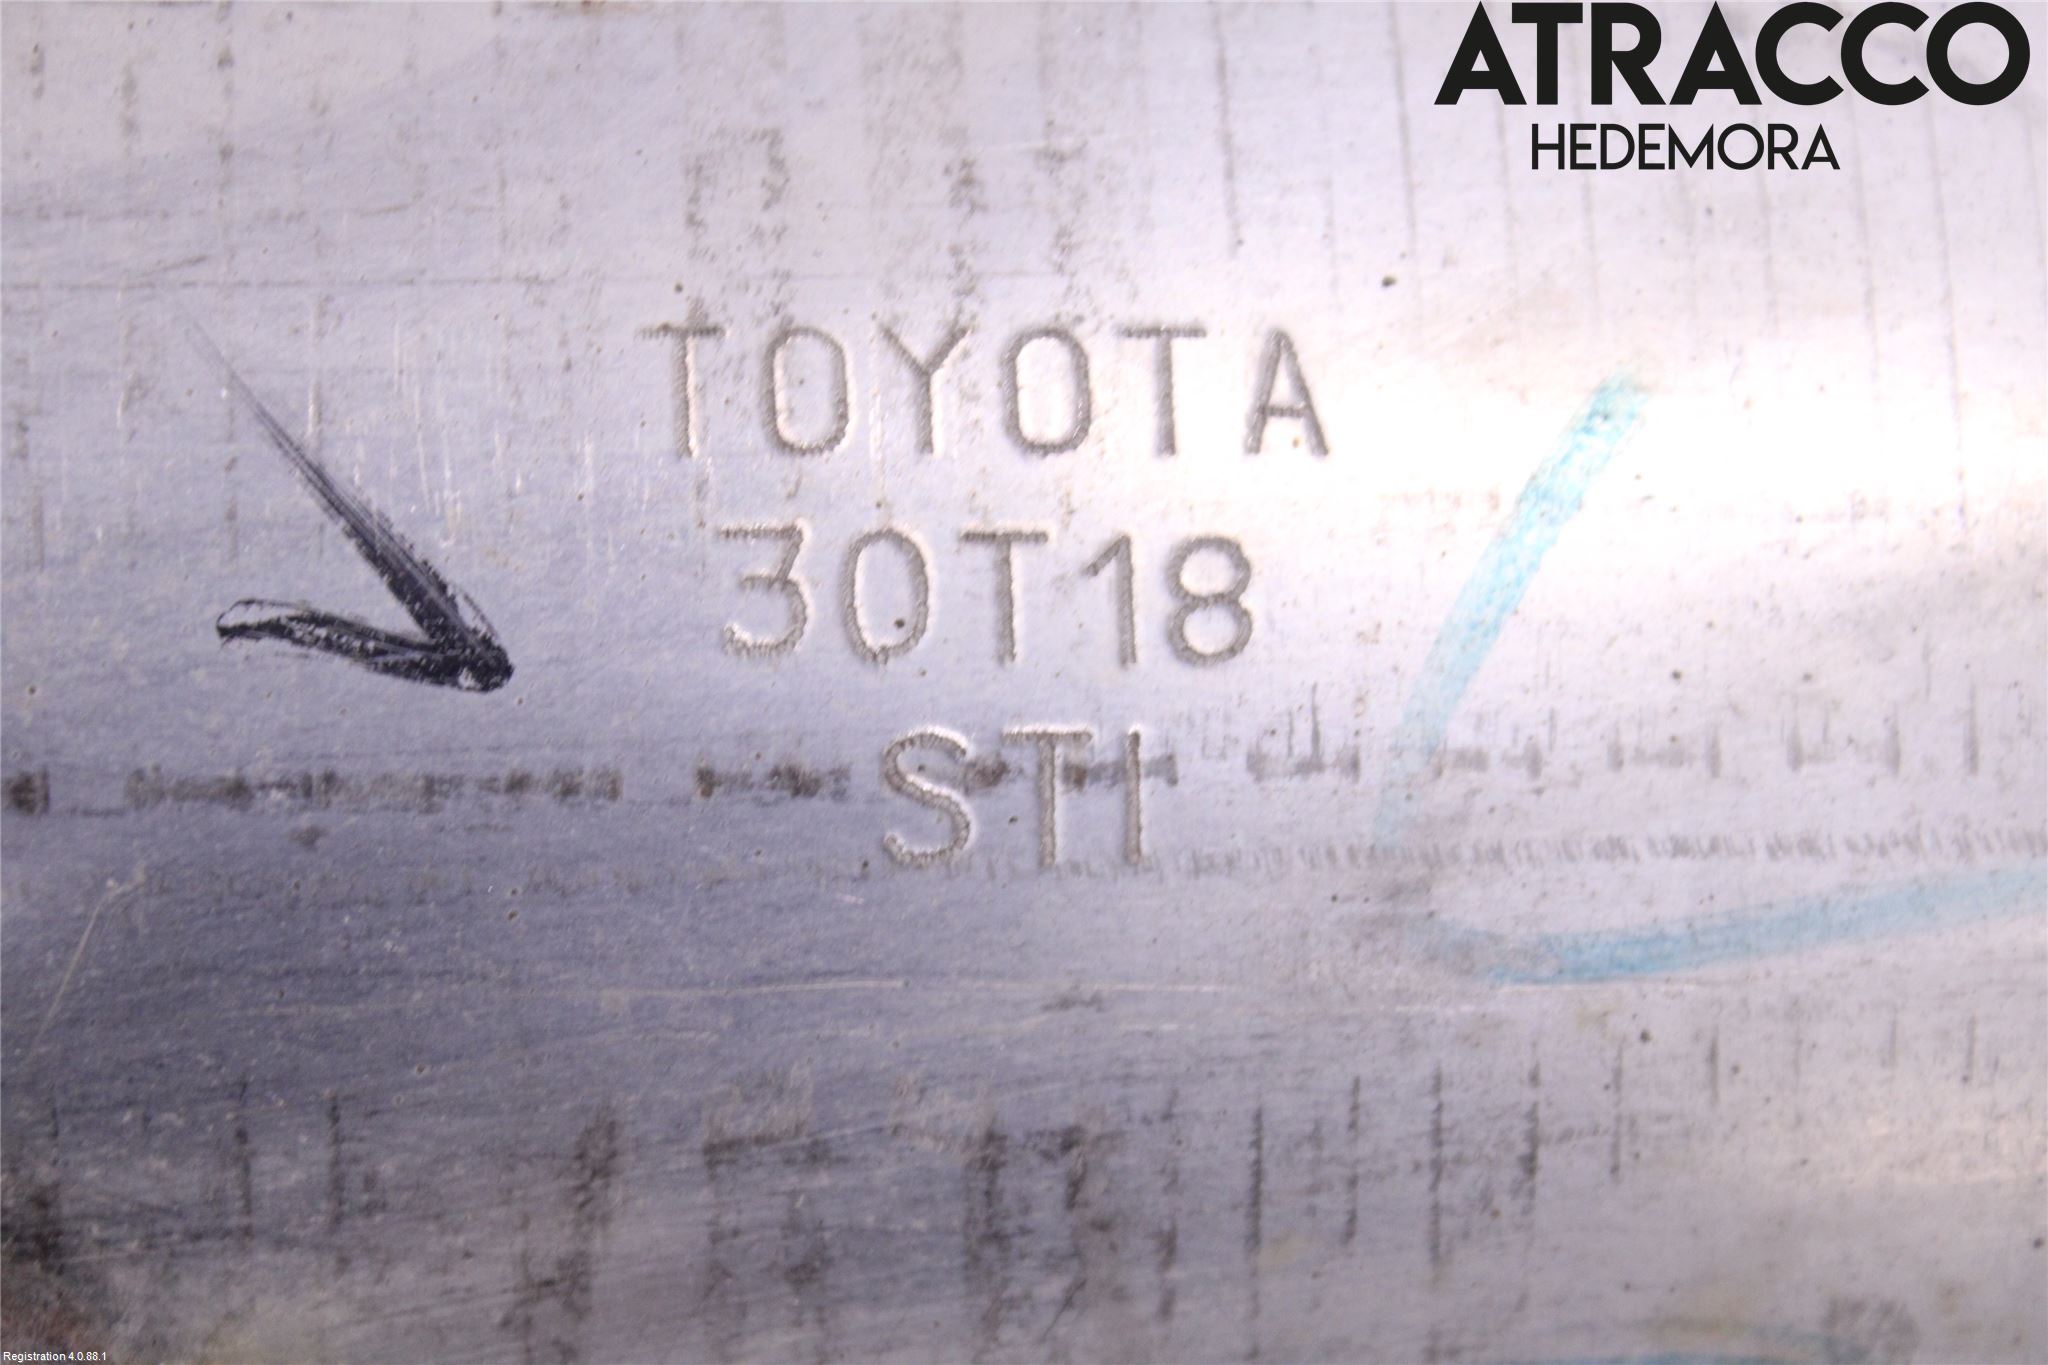 ATRACCO
HEDEMORA
TOYOTA
30T18
STI
Registration 4.0.88.1